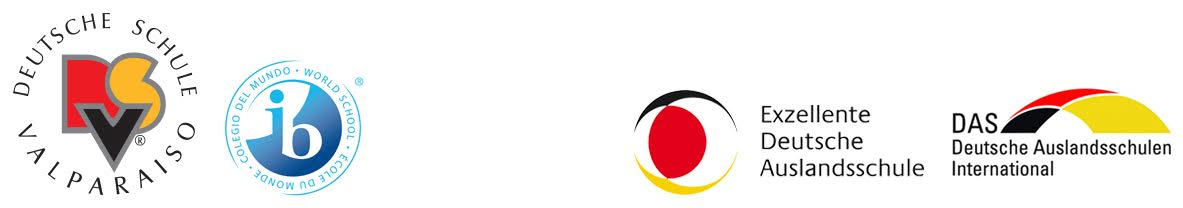 DEUTSCHE SCHULE
VALPARAISO
DSV®
COLEGIO DEL MUNDO · WORLD SCHOOL · ECOLE DU MONDE ·
ib
®
Exzellente
Deutsche
Auslandsschule
DAS
Deutsche Auslandsschulen
International